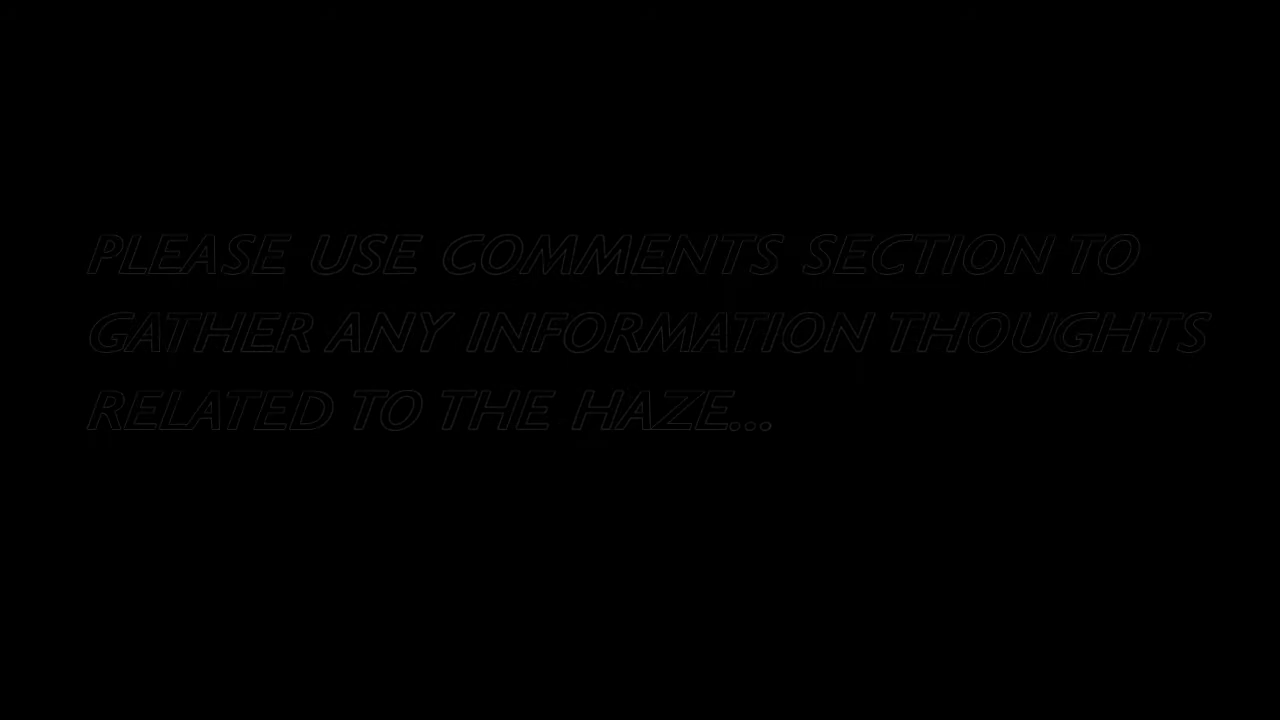 PLEASE USE COMMENTS SECTION TO
GATHER ANY INFORMATION THOUGHTS
RELATED TO THE HAZE...